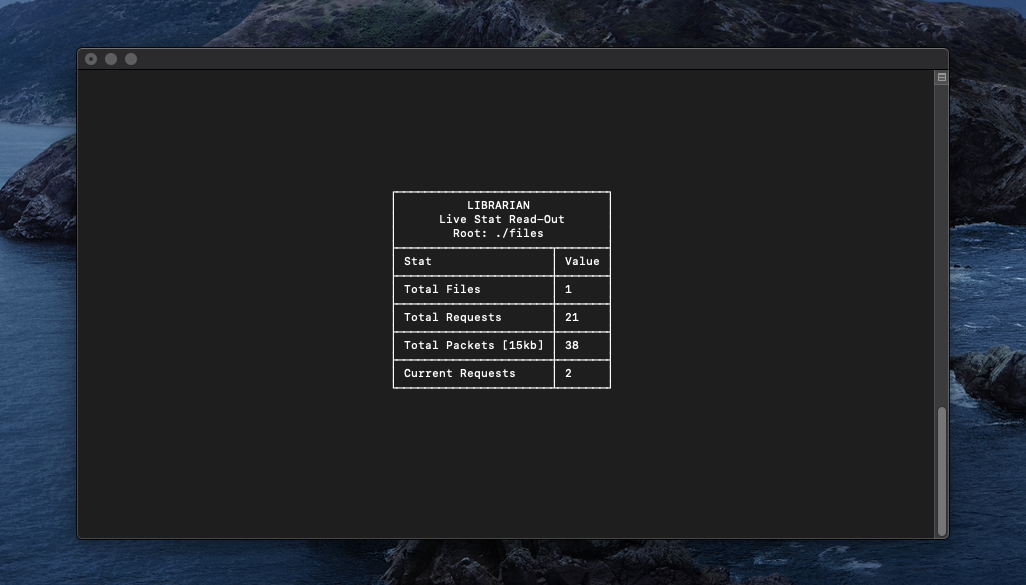 LIBRARIAN
Live Stat Read-Out
Root: ./files
Stat Value
Total Files 1
Total Requests 21
Total Packets [15kb] 38
Current Requests 2